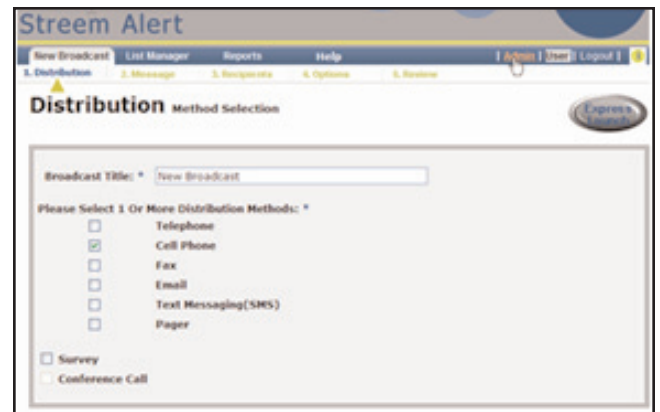 Streem Alert
New Broadcast List Manager Reports Help | Admin | User | Logout |
1. Distribution 2. Message 3. Recipients 4. Options 5. Review
Distribution Method Selection
Express Launch
Broadcast Title: * New Broadcast
Please Select 1 Or More Distribution Methods: *
Telephone
Cell Phone
Fax
Email
Text Messaging(SMS)
Pager
Survey
Conference Call